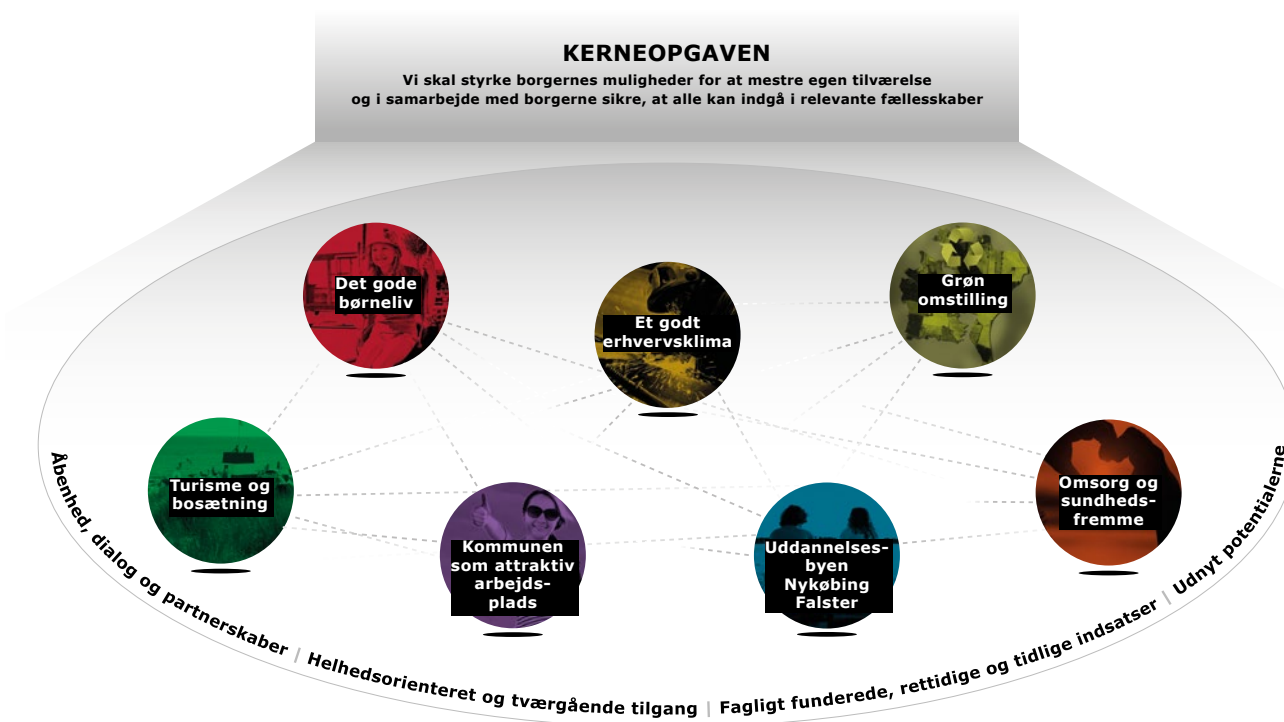 KERNEOPGAVEN
Vi skal styrke borgernes muligheder for at mestre egen tilværelse
og i samarbejde med borgerne sikre, at alle kan indgå i relevante fællesskaber
Det gode
børneliv
Et godt
erhvervsklima
Grøn
omstilling
Turisme og
bosætning
Kommunen
som attraktiv
arbejds-
plads
Uddannelses-
byen
Nykøbing
Falster
Omsorg og
sundheds-
fremme
Åbenhed, dialog og partnerskaber | Helhedsorienteret og tværgående tilgang | Fagligt funderede, rettidige og tidlige indsatser | Udnyt potentialerne